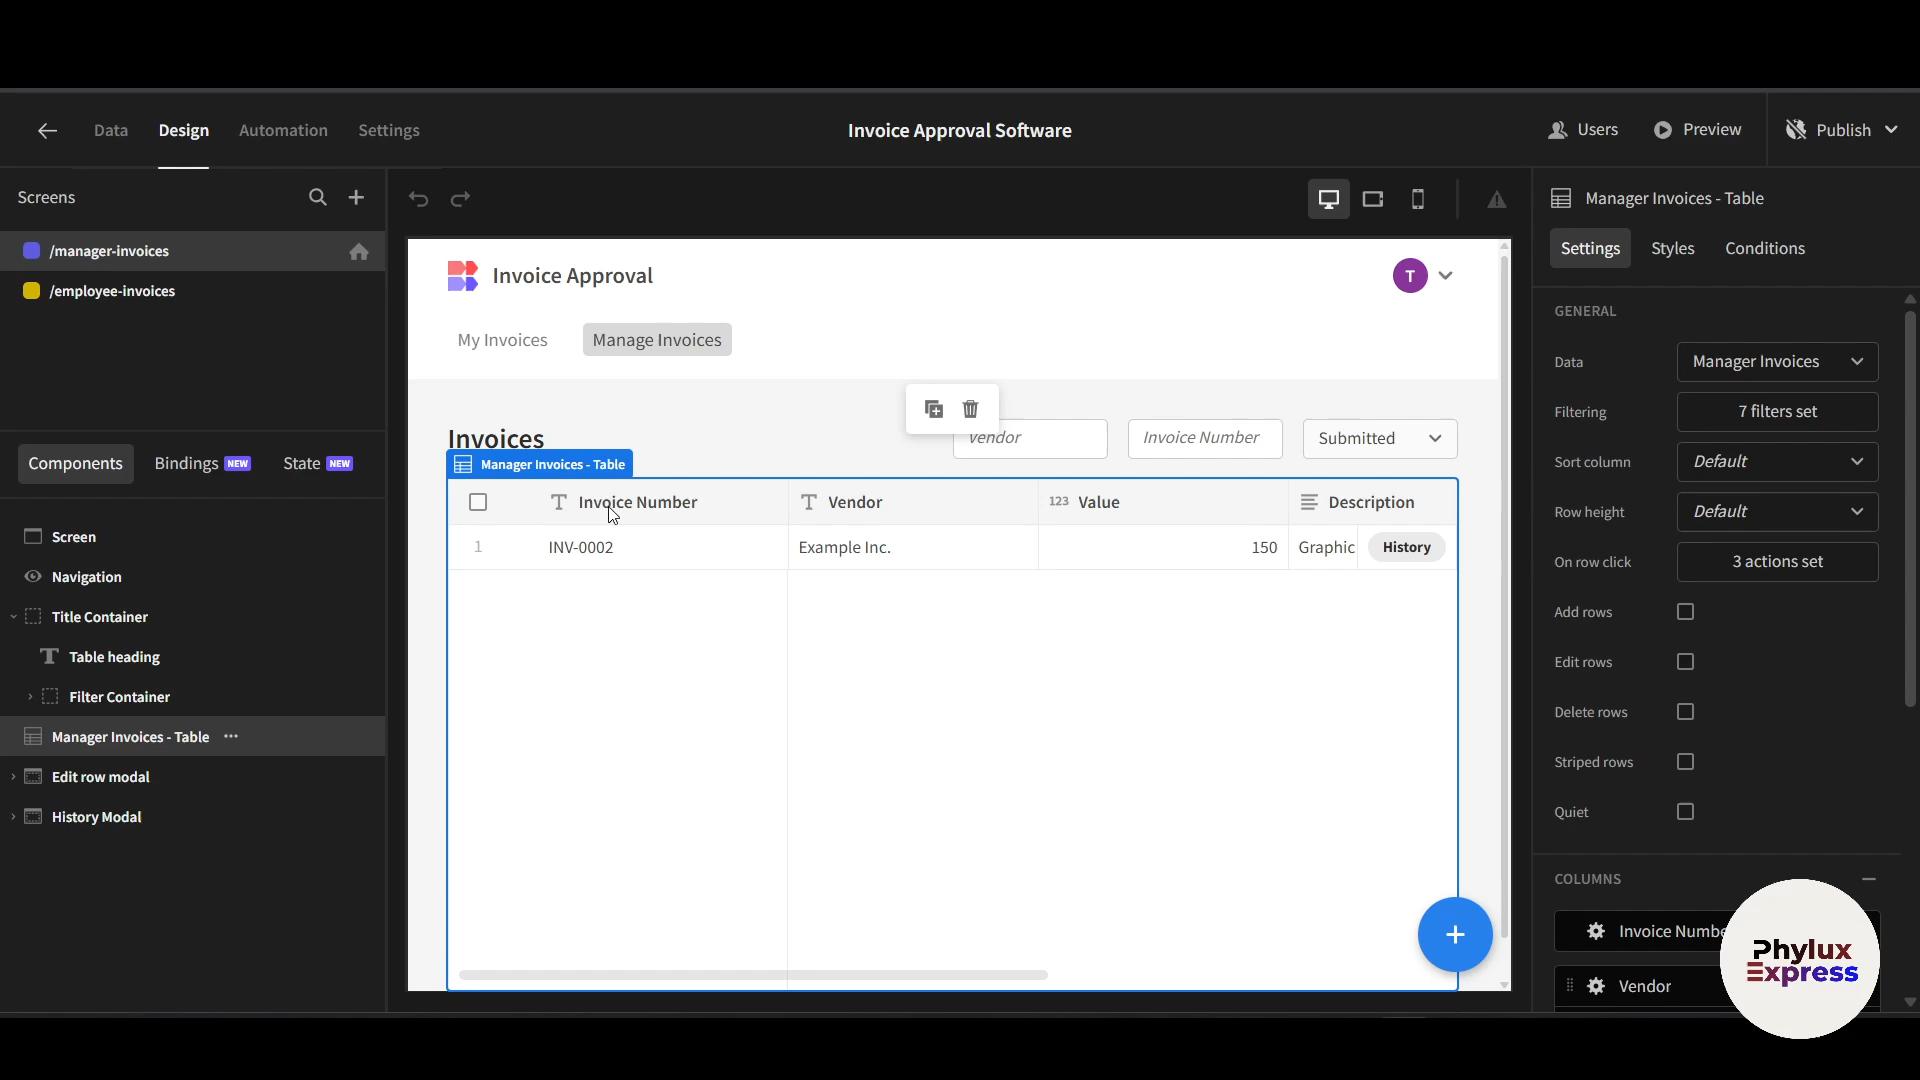 Data Design Automation Settings
Invoice Approval Software
Users Preview Publish
Screens
/manager-invoices
/employee-invoices
Components Bindings NEW State NEW
Screen
Navigation
Title Container
Table heading
Filter Container
Manager Invoices - Table
Edit row modal
History Modal
Invoice Approval
T
My Invoices Manage Invoices
Invoices
Vendor Invoice Number Submitted
Manager Invoices - Table
Invoice Number Vendor 123 Value Description
1 INV-0002 Example Inc. 150 Graphic History
Manager Invoices - Table
Settings Styles Conditions
GENERAL
Data Manager Invoices
Filtering 7 filters set
Sort column Default
Row height Default
On row click 3 actions set
Add rows
Edit rows
Delete rows
Striped rows
Quiet
COLUMNS
Invoice Numbe
Vendor
Phylux
Express